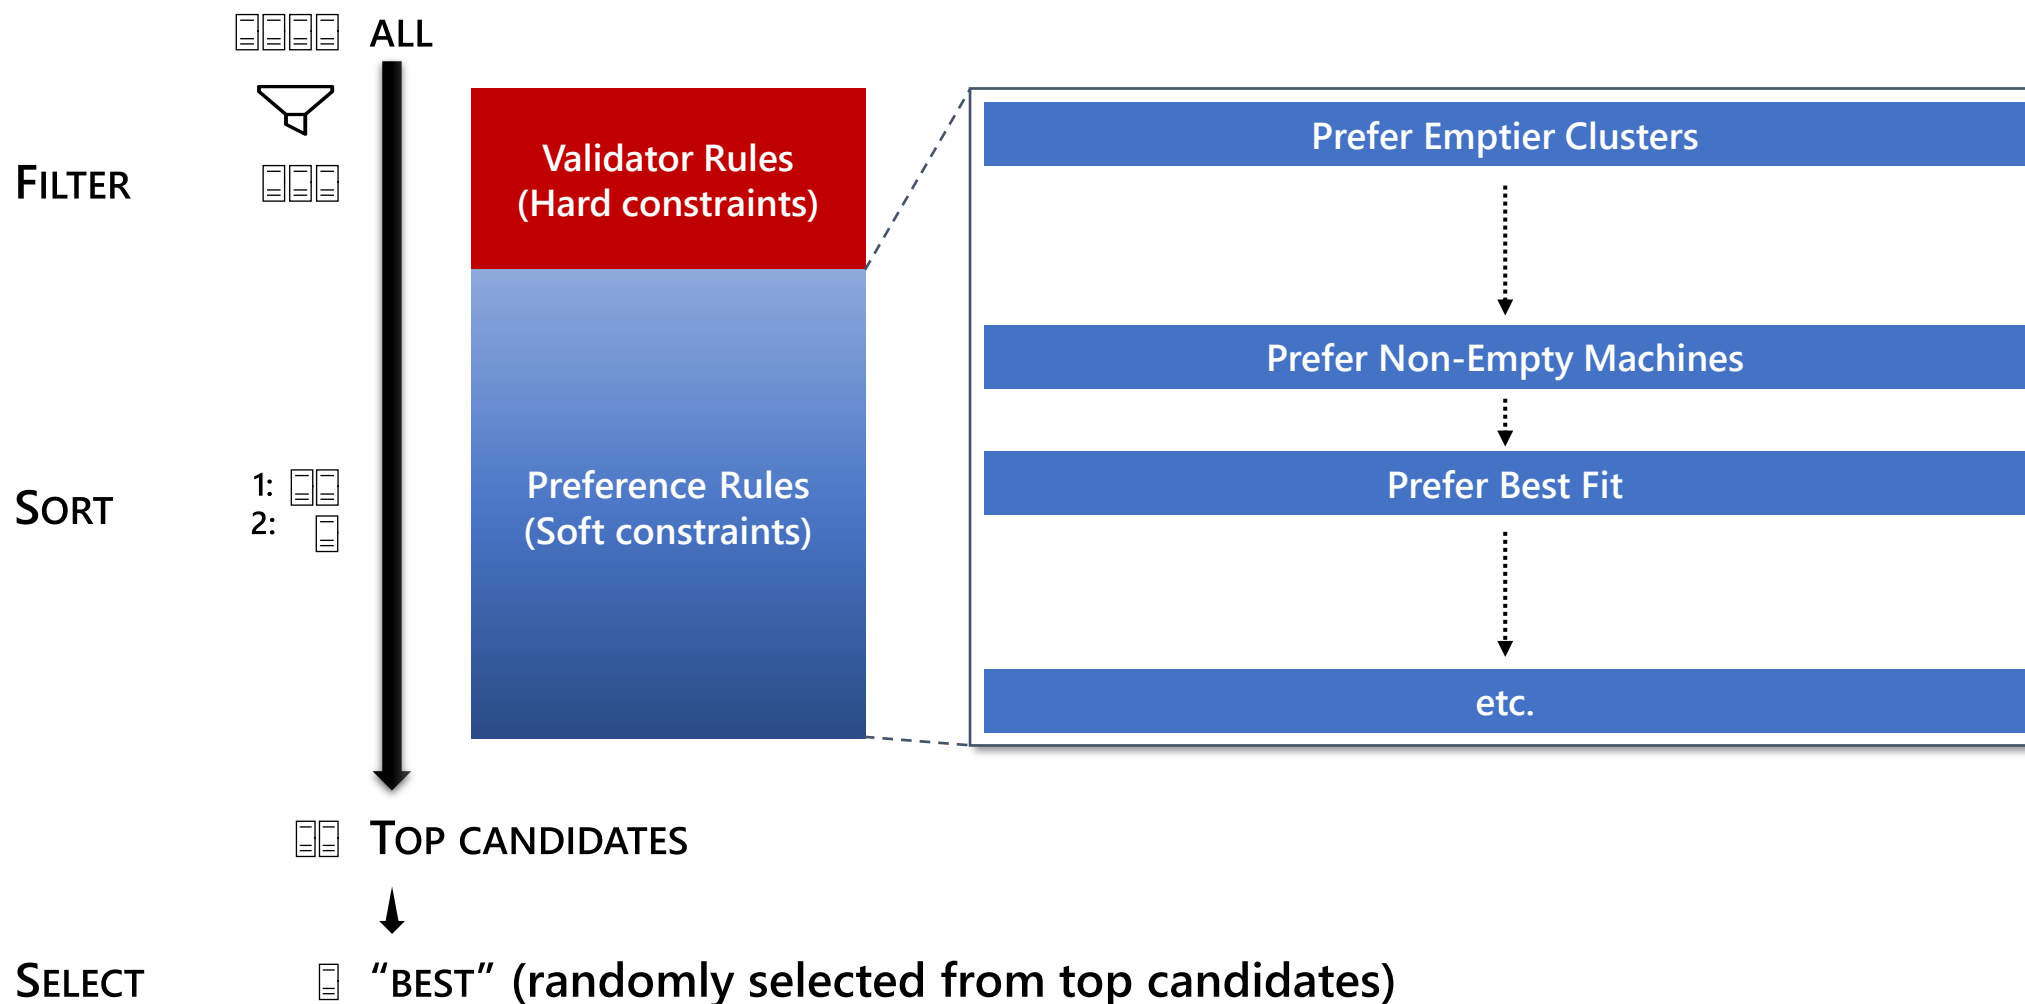 ALL
Validator Rules
(Hard constraints)
FILTER
Prefer Emptier Clusters
Prefer Non-Empty Machines
Prefer Best Fit
etc.
SORT
1:
2:
Preference Rules
(Soft constraints)
TOP CANDIDATES
SELECT
“BEST” (randomly selected from top candidates)